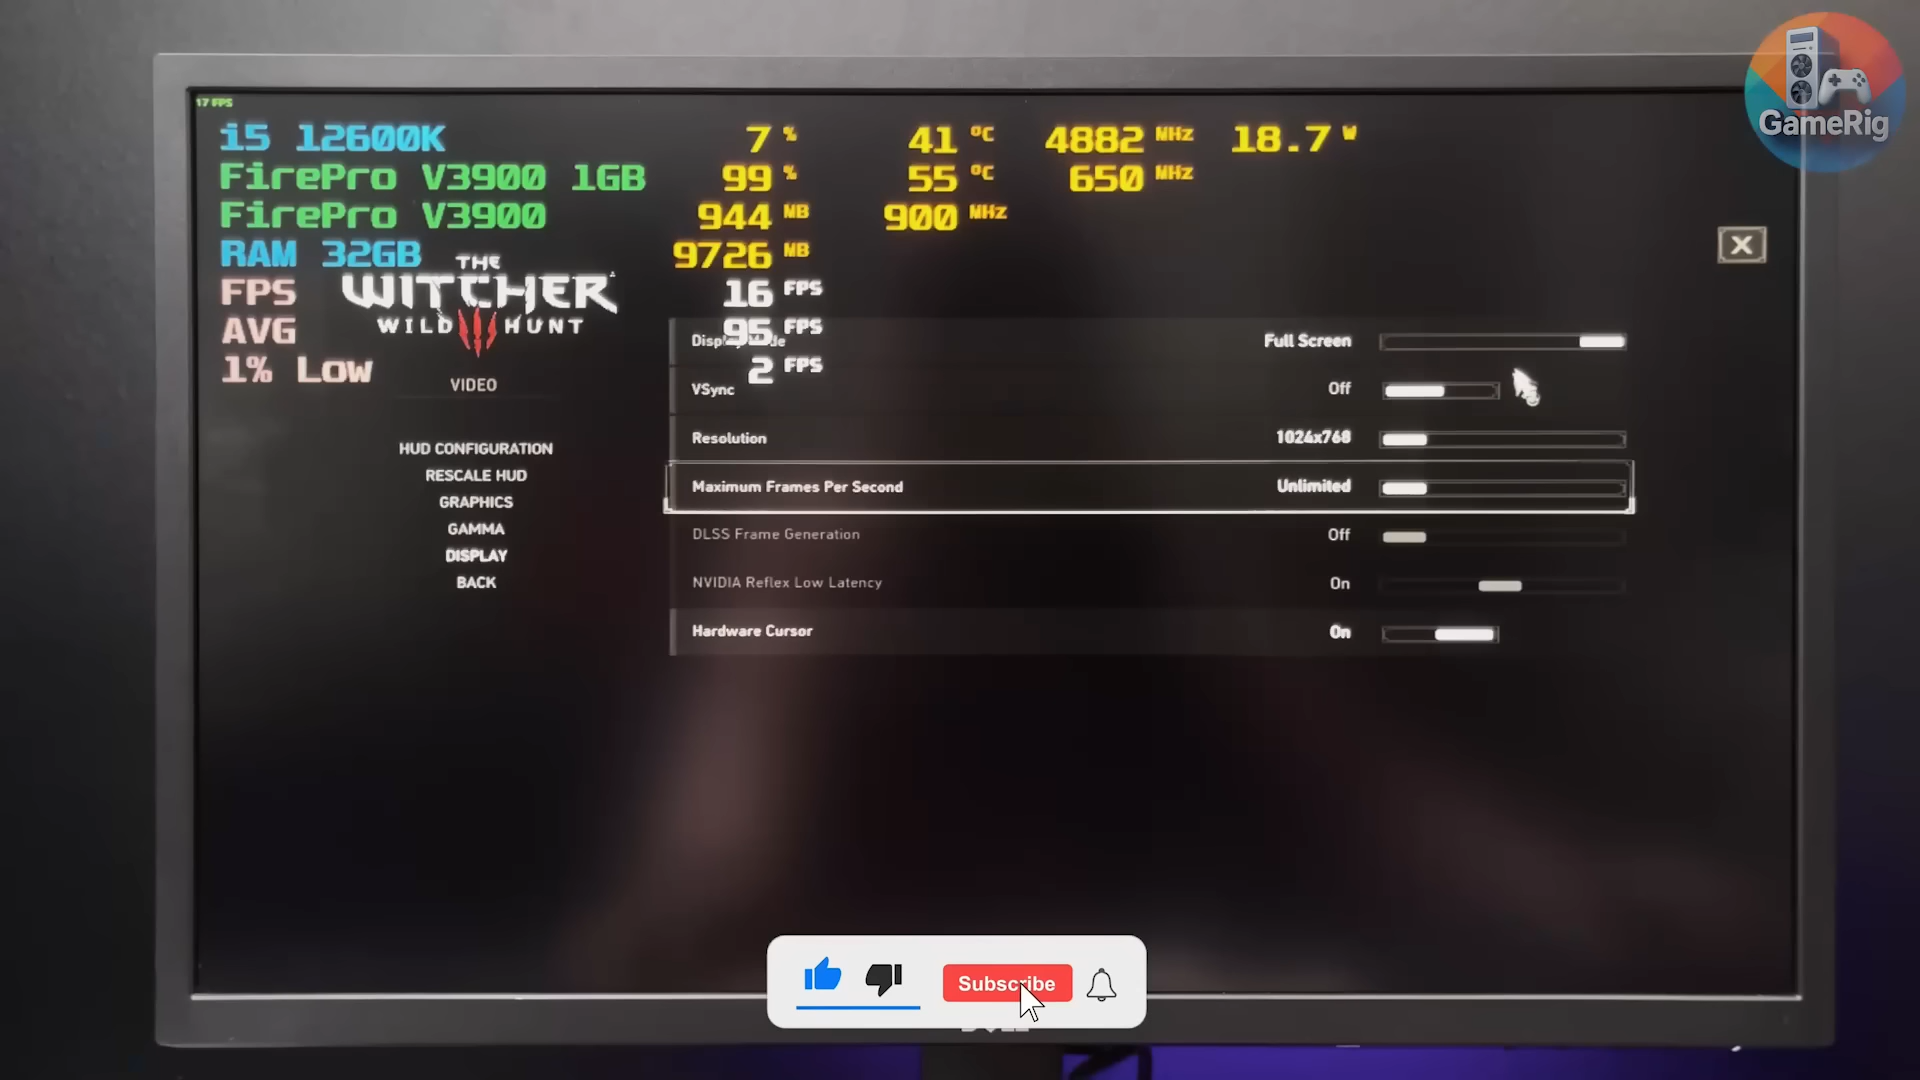 GameRig
17 FPS
i5 12600K 7 % 41 °C 4882 MHz 18.7 W
FirePro V3900 1GB 99 % 55 °C 650 MHz
FirePro V3900 944 MB 900 MHz
RAM 32GB 9726 MB
FPS 16 FPS
AVG 95 FPS
1% Low 2 FPS
THE
WITCHER
WILD HUNT
VIDEO
HUD CONFIGURATION
RESCALE HUD
GRAPHICS
GAMMA
DISPLAY
BACK
X
Display Mode Full Screen
VSync Off
Resolution 1024x768
Maximum Frames Per Second Unlimited
DLSS Frame Generation Off
NVIDIA Reflex Low Latency On
Hardware Cursor On
Subscribe